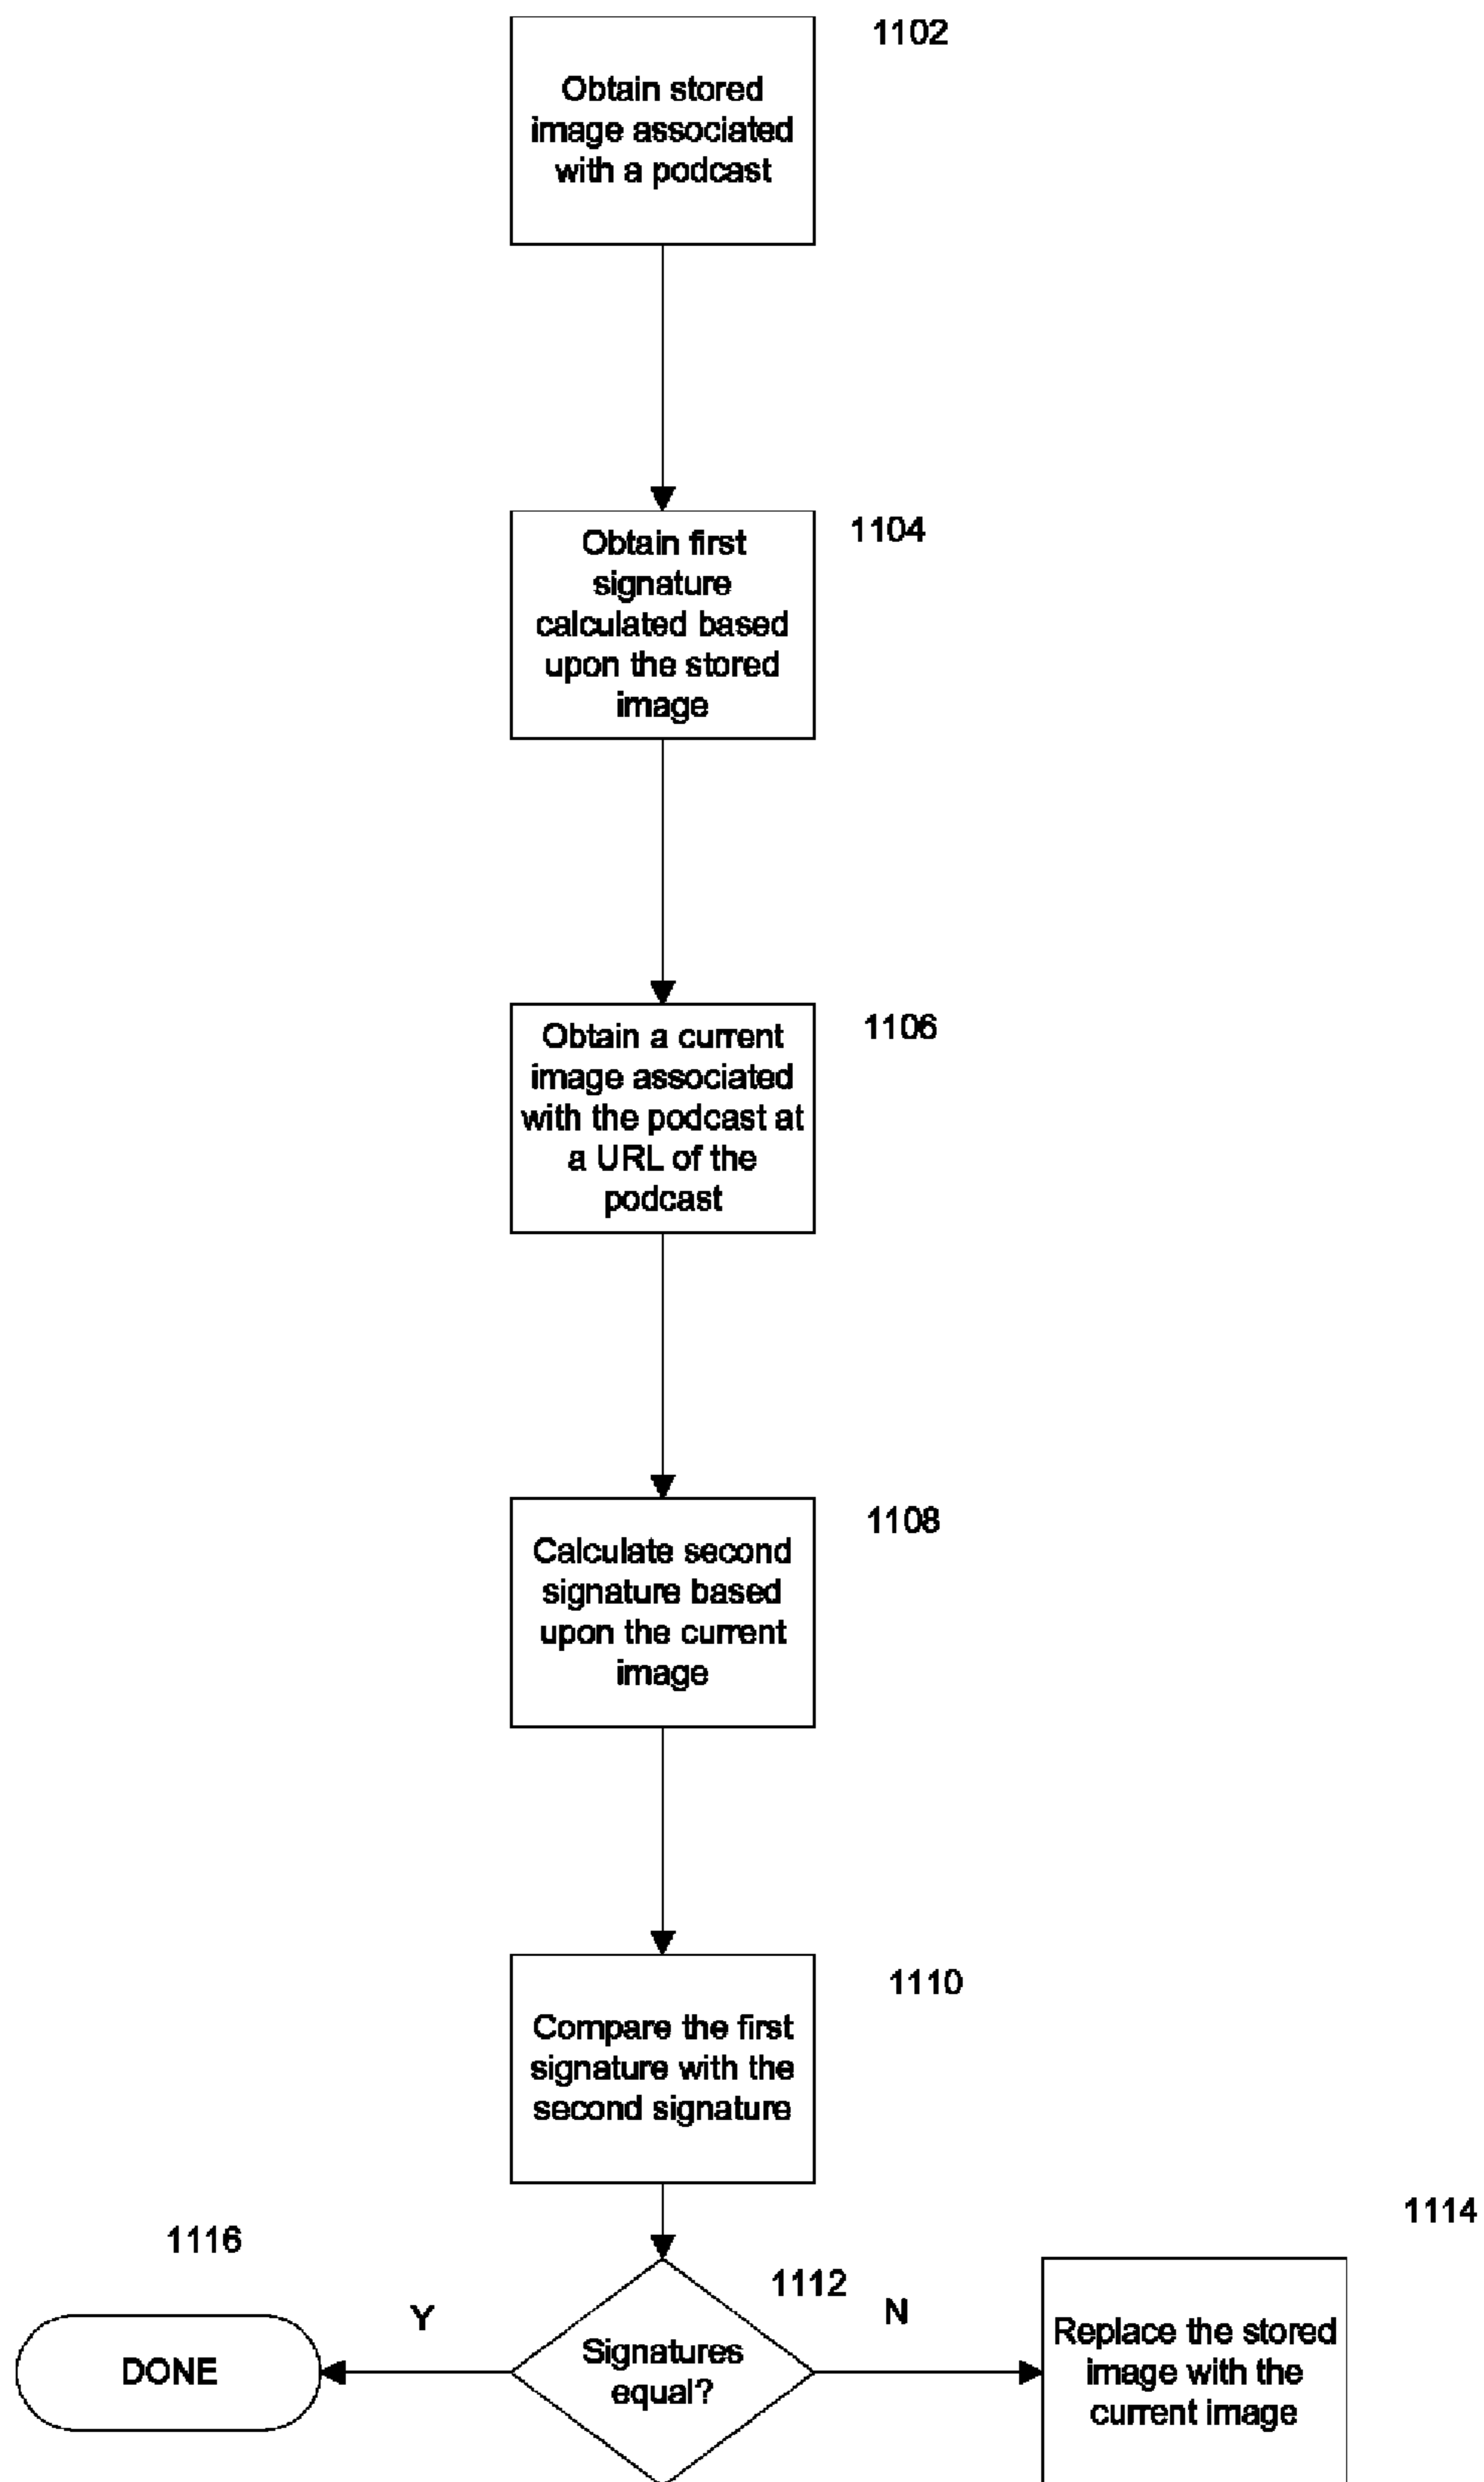 1102
Obtain stored
image associated
with a podcast
1104
Obtain first
signature
calculated based
upon the stored
image
1106
Obtain a current
image associated
with the podcast at
a URL of the
podcast
1108
Calculate second
signature based
upon the current
image
1110
Compare the first
signature with the
second signature
1116
DONE
Y
1112
Signatures
equal?
N
1114
Replace the stored
image with the
current image